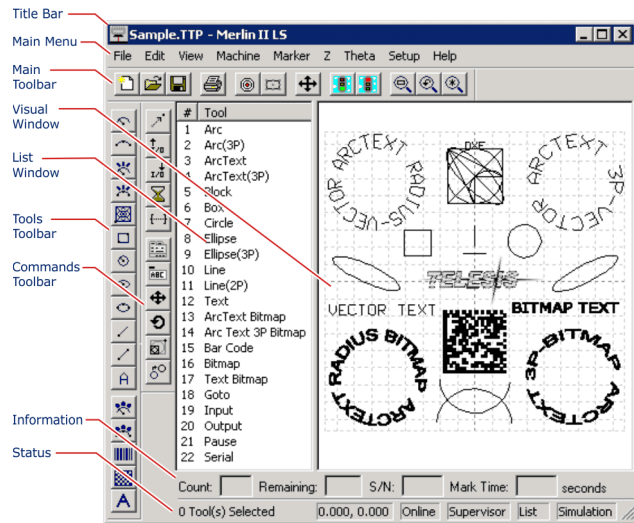 Title Bar
Sample.TTP - Merlin II LS
Main Menu
File Edit View Machine Marker Z Theta Setup Help
Main
Toolbar
Visual
Window
List
Window
Tools
Toolbar
Commands
Toolbar
Information
Status
# Tool
1 Arc
2 Arc(3P)
3 ArcText
4 ArcText(3P)
5 Block
6 Box
7 Circle
8 Ellipse
9 Ellipse(3P)
10 Line
11 Line(2P)
12 Text
13 ArcText Bitmap
14 Arc Text 3P Bitmap
15 Bar Code
16 Bitmap
17 Text Bitmap
18 Goto
19 Input
20 Output
21 Pause
22 Serial
1/0
I/0
ABC
A
A
ARCTEXT RADIUS-VECTOR
DXF
ARCTEXT 3P-VECTOR
TELESIS
VECTOR TEXT
BITMAP TEXT
RADIUS BITMAP ARCTEXT
3P-BITMAP ARCTEXT
Count: Remaining: S/N: Mark Time: seconds
0 Tool(s) Selected 0.000, 0.000 Online Supervisor List Simulation